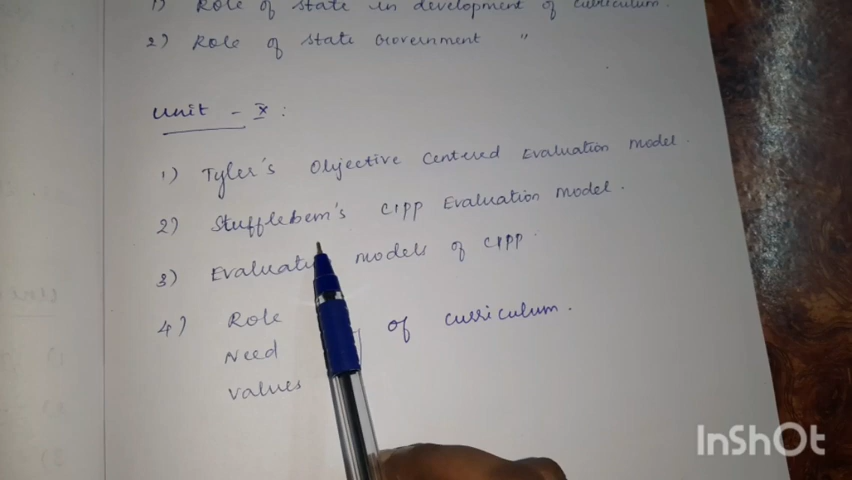 1) Role of state in development of curriculum.
2) Role of state Government "
Unit - X :
1) Tyler's Objective Centered Evaluation Model.
2) Stufflebem's CIPP Evaluation Model.
3) models of CIPP.
4) Role
Need of curriculum.
values
InShOt